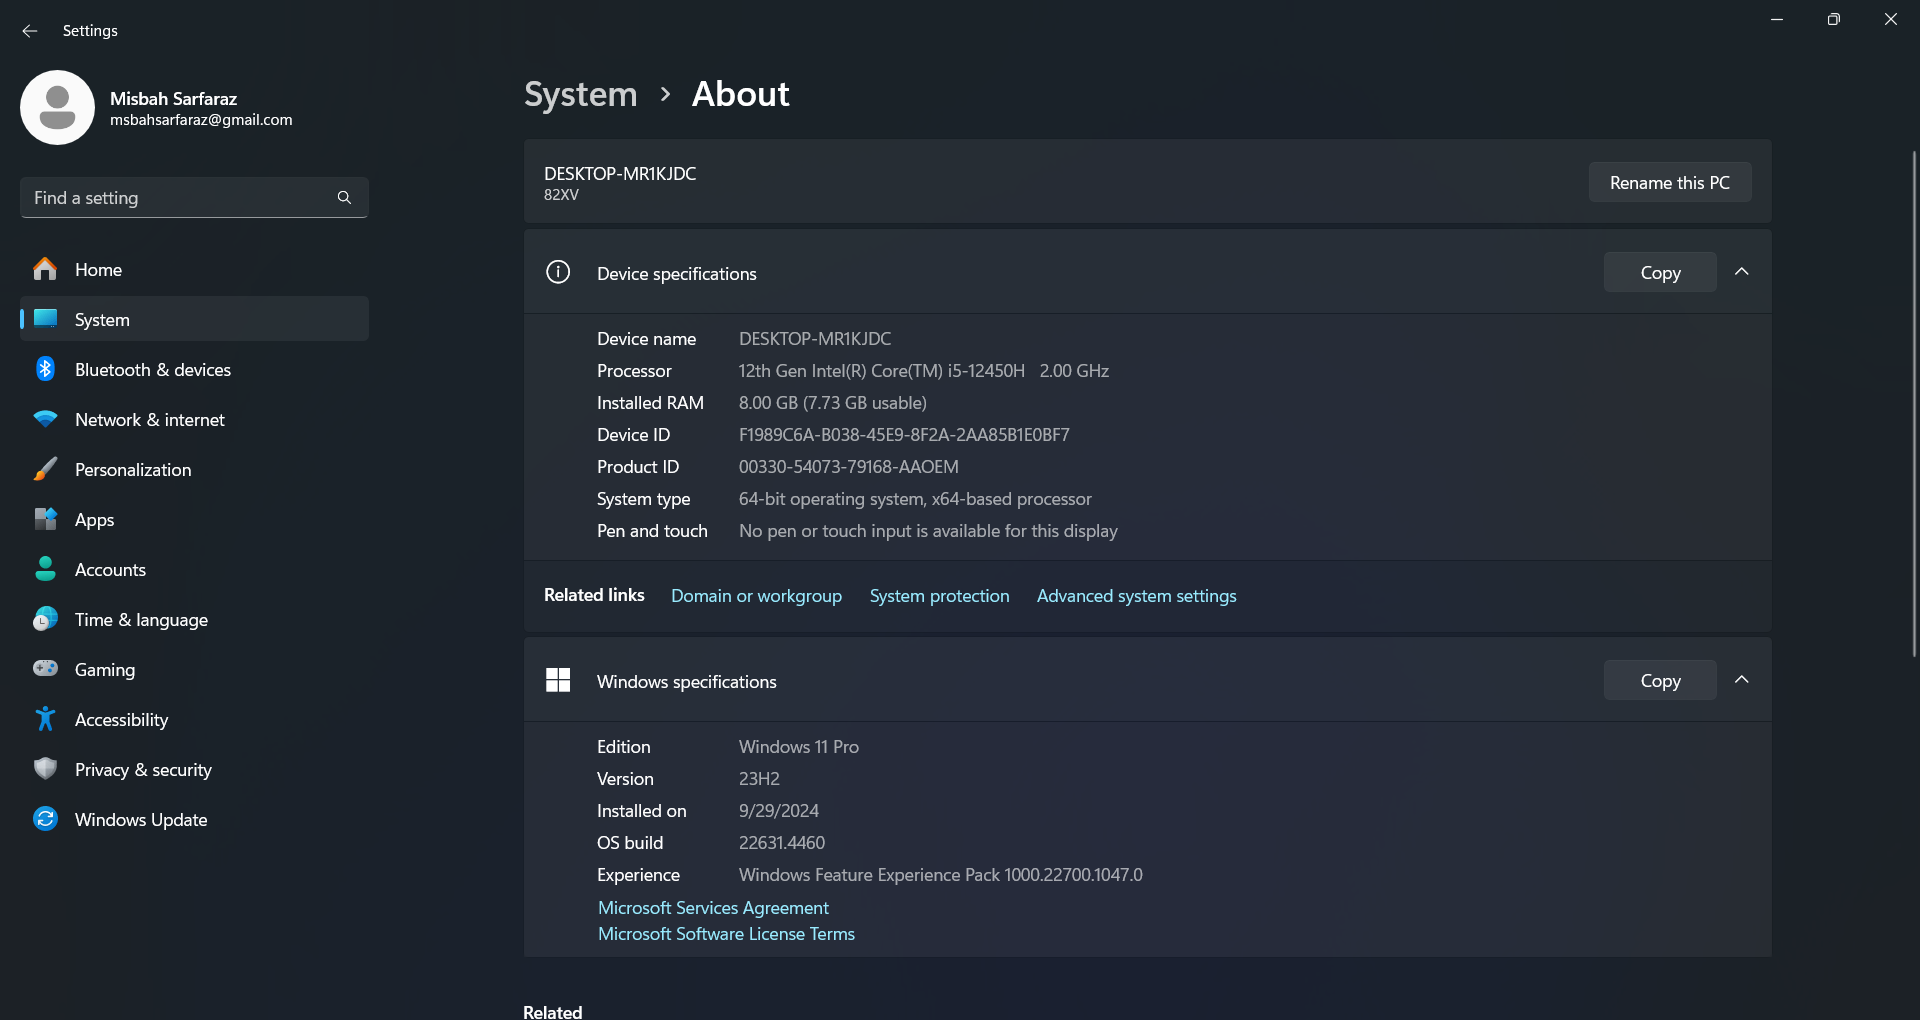 Settings
Misbah Sarfaraz
msbahsarfaraz@gmail.com
Find a setting
Home
System
Bluetooth & devices
Network & internet
Personalization
Apps
Accounts
Time & language
Gaming
Accessibility
Privacy & security
Windows Update
System > About
DESKTOP-MR1KJDC
82XV
Rename this PC
Device specifications
Copy
Device name DESKTOP-MR1KJDC
Processor 12th Gen Intel(R) Core(TM) i5-12450H 2.00 GHz
Installed RAM 8.00 GB (7.73 GB usable)
Device ID F1989C6A-B038-45E9-8F2A-2AA85B1E0BF7
Product ID 00330-54073-79168-AAOEM
System type 64-bit operating system, x64-based processor
Pen and touch No pen or touch input is available for this display
Related links Domain or workgroup System protection Advanced system settings
Windows specifications
Copy
Edition Windows 11 Pro
Version 23H2
Installed on 9/29/2024
OS build 22631.4460
Experience Windows Feature Experience Pack 1000.22700.1047.0
Microsoft Services Agreement
Microsoft Software License Terms
Related